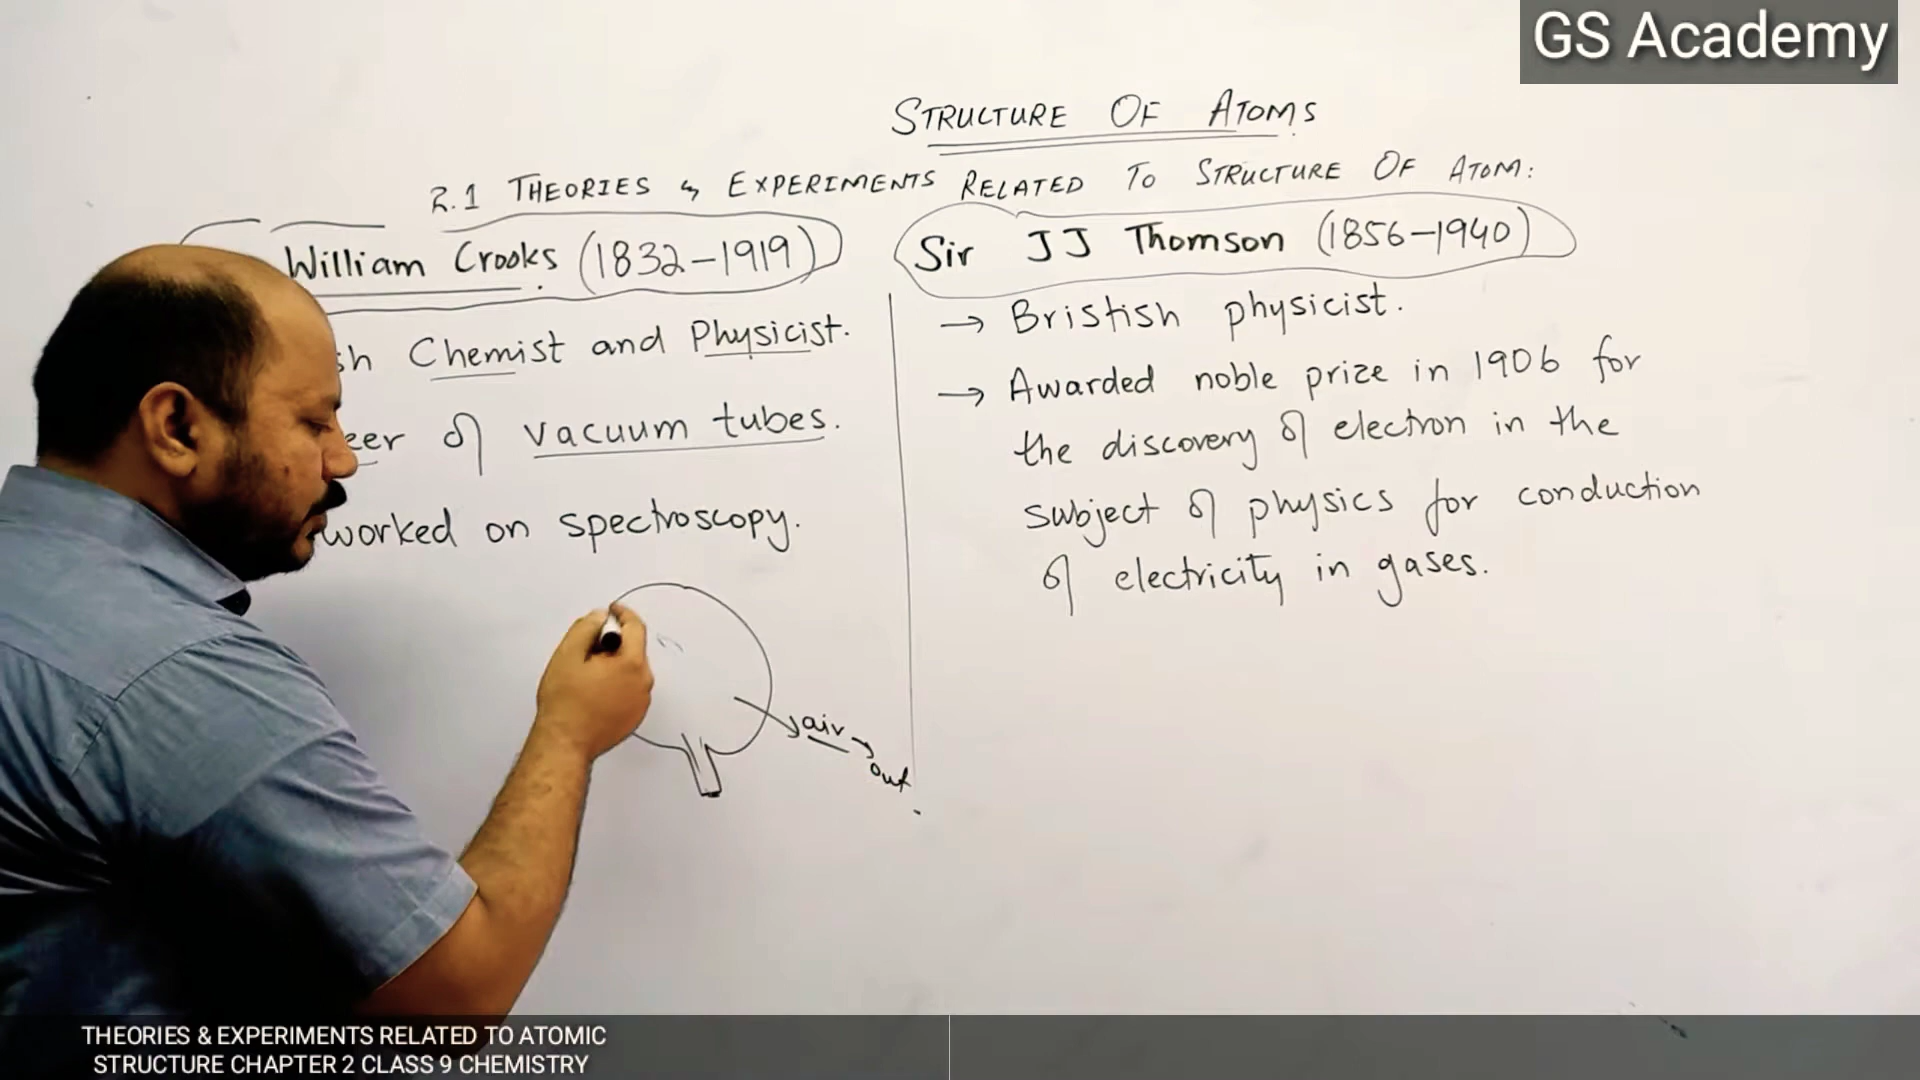 GS Academy
STRUCTURE OF ATOMS
2.1 THEORIES & EXPERIMENTS RELATED TO STRUCTURE OF ATOM:
William Crooks (1832-1919)
sh Chemist and Physicist.
eer of vacuum tubes.
worked on spectroscopy.
air → out
Sir JJ Thomson (1856-1940)
→ Bristish physicist.
→ Awarded noble prize in 1906 for
the discovery of electron in the
subject of physics for conduction
of electricity in gases.
THEORIES & EXPERIMENTS RELATED TO ATOMIC
STRUCTURE CHAPTER 2 CLASS 9 CHEMISTRY